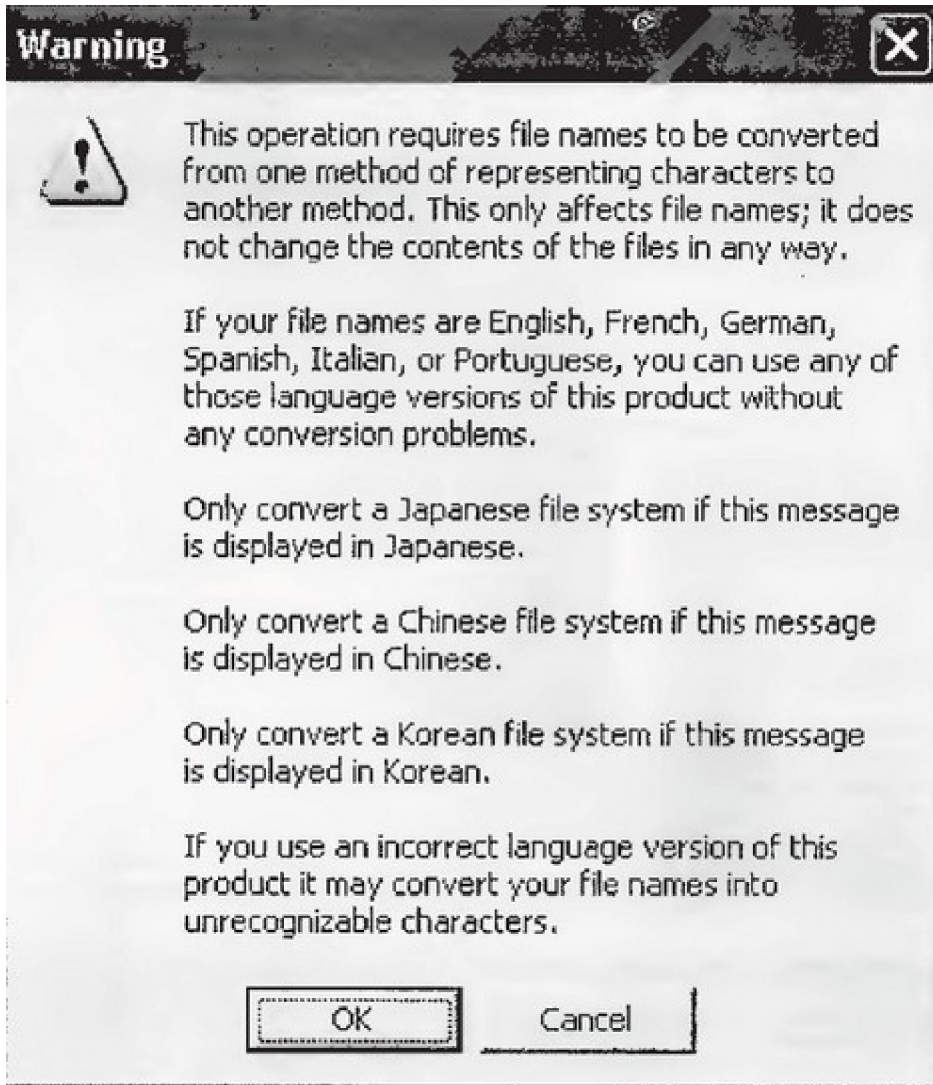 Warning
This operation requires file names to be converted
from one method of representing characters to
another method. This only affects file names; it does
not change the contents of the files in any way.
If your file names are English, French, German,
Spanish, Italian, or Portuguese, you can use any of
those language versions of this product without
any conversion problems.
Only convert a Japanese file system if this message
is displayed in Japanese.
Only convert a Chinese file system if this message
is displayed in Chinese.
Only convert a Korean file system if this message
is displayed in Korean.
If you use an incorrect language version of this
product it may convert your file names into
unrecognizable characters.
OK
Cancel